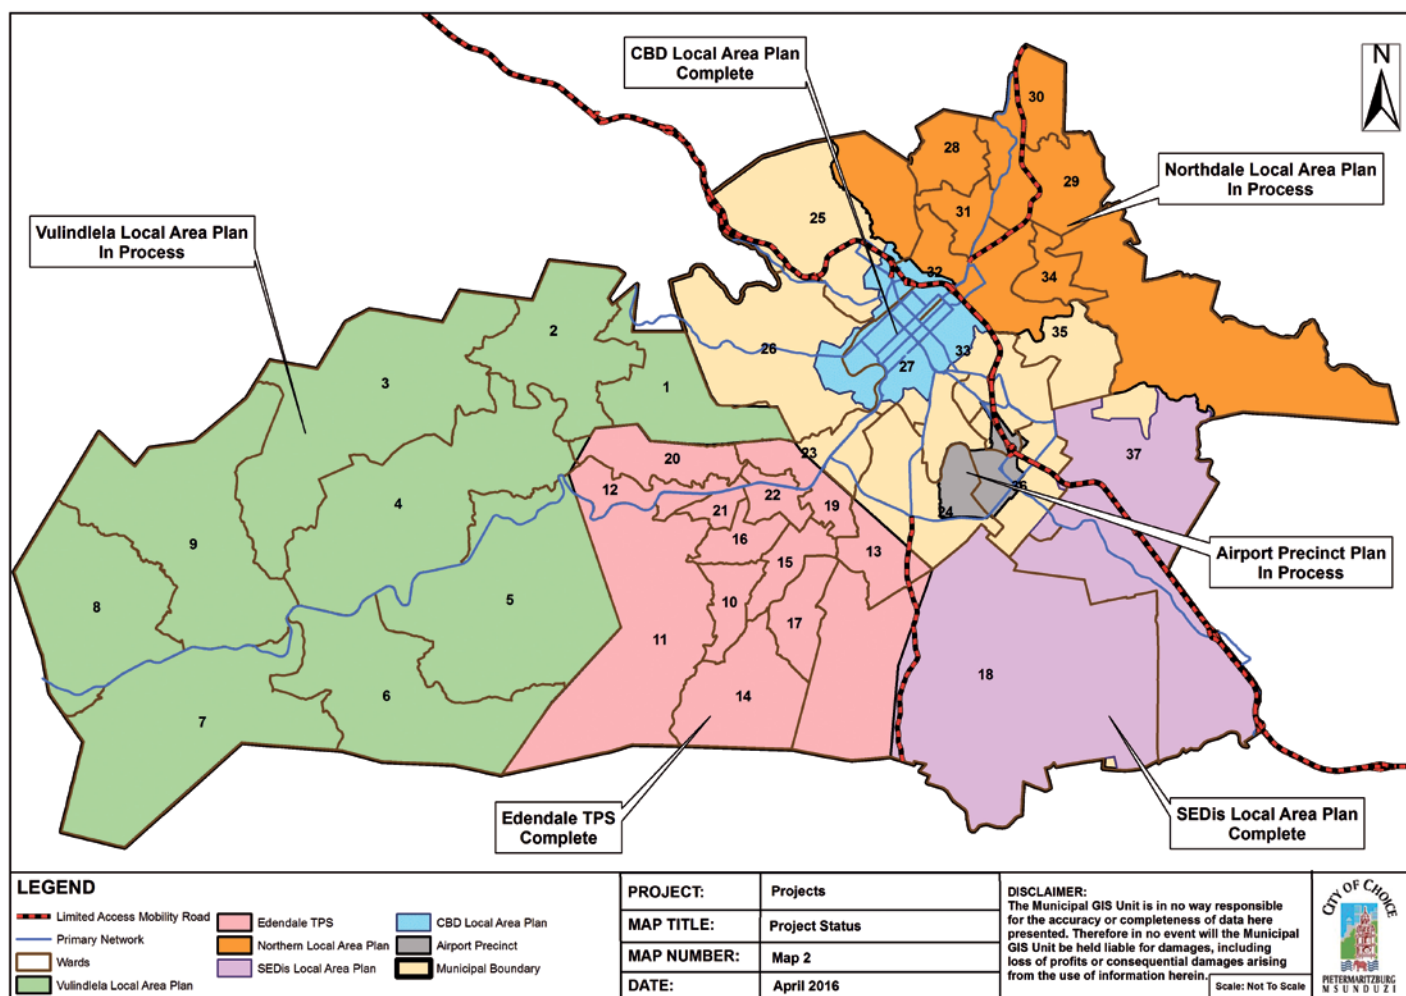 CBD Local Area Plan
Complete
N
30
28
29
Northdale Local Area Plan
In Process
31
25
Vulindlela Local Area Plan
In Process
32
34
2
35
26
33
3
27
1
37
23
20
12
22
4
21
19
36
24
16
13
9
15
Airport Precinct Plan
In Process
8
5
10
17
11
18
6
14
7
Edendale TPS
Complete
SEDis Local Area Plan
Complete
LEGEND
Limited Access Mobility Road
Primary Network
Wards
Vulindlela Local Area Plan
Edendale TPS
Northern Local Area Plan
SEDis Local Area Plan
CBD Local Area Plan
Airport Precinct
Municipal Boundary
PROJECT: Projects
MAP TITLE: Project Status
MAP NUMBER: Map 2
DATE: April 2016
DISCLAIMER:
The Municipal GIS Unit is in no way responsible
for the accuracy or completeness of data here
presented. Therefore in no event will the Municipal
GIS Unit be held liable for damages, including
loss of profits or consequential damages arising
from the use of information herein.
Scale: Not To Scale
CITY OF CHOICE
PIETERMARITZBURG
MSUNDUZI